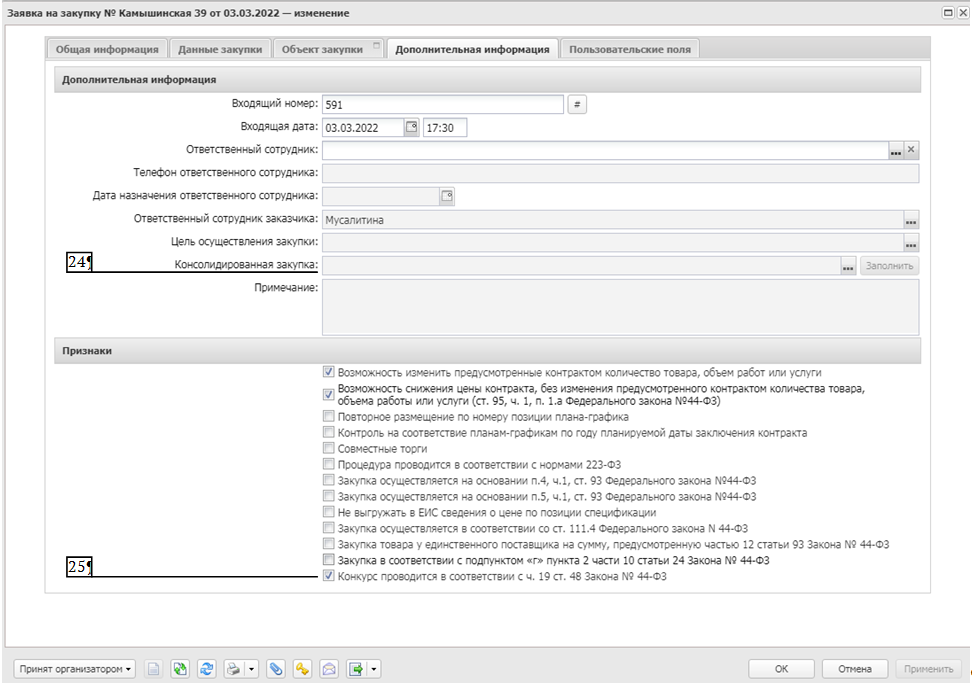 Заявка на закупку № Камышинская 39 от 03.03.2022 — изменение
Общая информация
Данные закупки
Объект закупки
Дополнительная информация
Пользовательские поля
Дополнительная информация
Входящий номер: 591 #
Входящая дата: 03.03.2022 17:30
Ответственный сотрудник:
Телефон ответственного сотрудника:
Дата назначения ответственного сотрудника:
Ответственный сотрудник заказчика: Мусалитина
Цель осуществления закупки:
24¶
Консолидированная закупка: Заполнить
Примечание:
Признаки
Возможность изменить предусмотренные контрактом количество товара, объем работ или услуги
Возможность снижения цены контракта, без изменения предусмотренного контрактом количества товара,
объема работы или услуги (ст. 95, ч. 1, п. 1.а Федерального закона №44-ФЗ)
Повторное размещение по номеру позиции плана-графика
Контроль на соответствие планам-графикам по году планируемой даты заключения контракта
Совместные торги
Процедура проводится в соответствии с нормами 223-ФЗ
Закупка осуществляется на основании п.4, ч.1, ст. 93 Федерального закона №44-ФЗ
Закупка осуществляется на основании п.5, ч.1, ст. 93 Федерального закона №44-ФЗ
Не выгружать в ЕИС сведения о цене по позиции спецификации
Закупка осуществляется в соответствии со ст. 111.4 Федерального закона N 44-ФЗ
Закупка товара у единственного поставщика на сумму, предусмотренную частью 12 статьи 93 Закона № 44-ФЗ
Закупка в соответствии с подпунктом «г» пункта 2 части 10 статьи 24 Закона № 44-ФЗ
25¶
Конкурс проводится в соответствии с ч. 19 ст. 48 Закона № 44-ФЗ
Принят организатором
ОК
Отмена
Применить